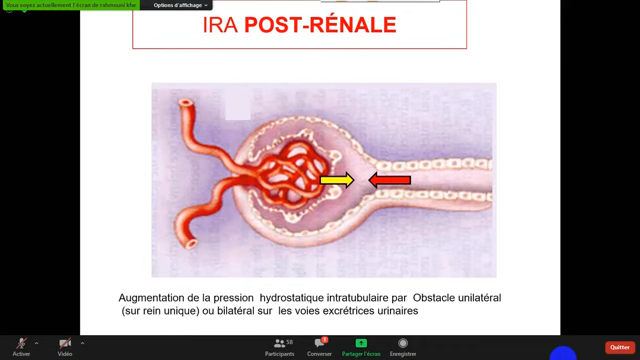 Vous voyez actuellement l'écran de rahmouni khe
Options d'affichage
IRA POST-RÉNALE
Augmentation de la pression hydrostatique intratubulaire par Obstacle unilatéral
(sur rein unique) ou bilatéral sur les voies excrétrices urinaires
58
3
Activer
Vidéo
Participants
Converser
Partager l'écran
Enregistrer
Quitter